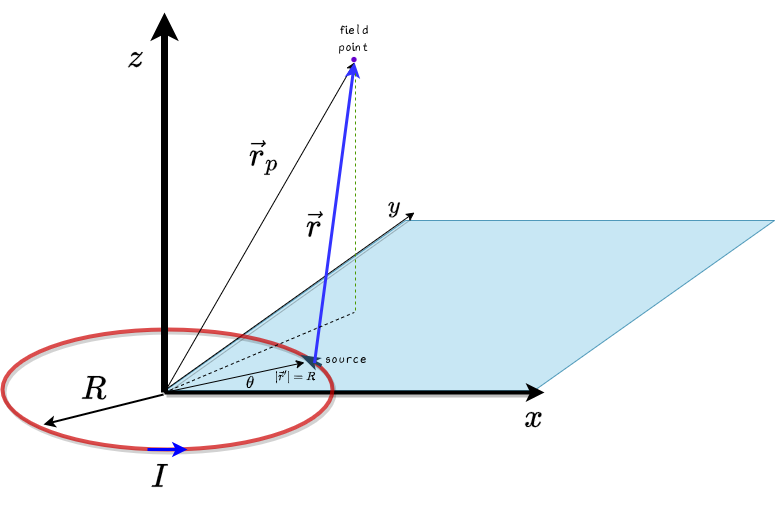 field
point
z
r⃗ₚ
y
r⃗
source
θ
|r⃗′| = R
R
x
I